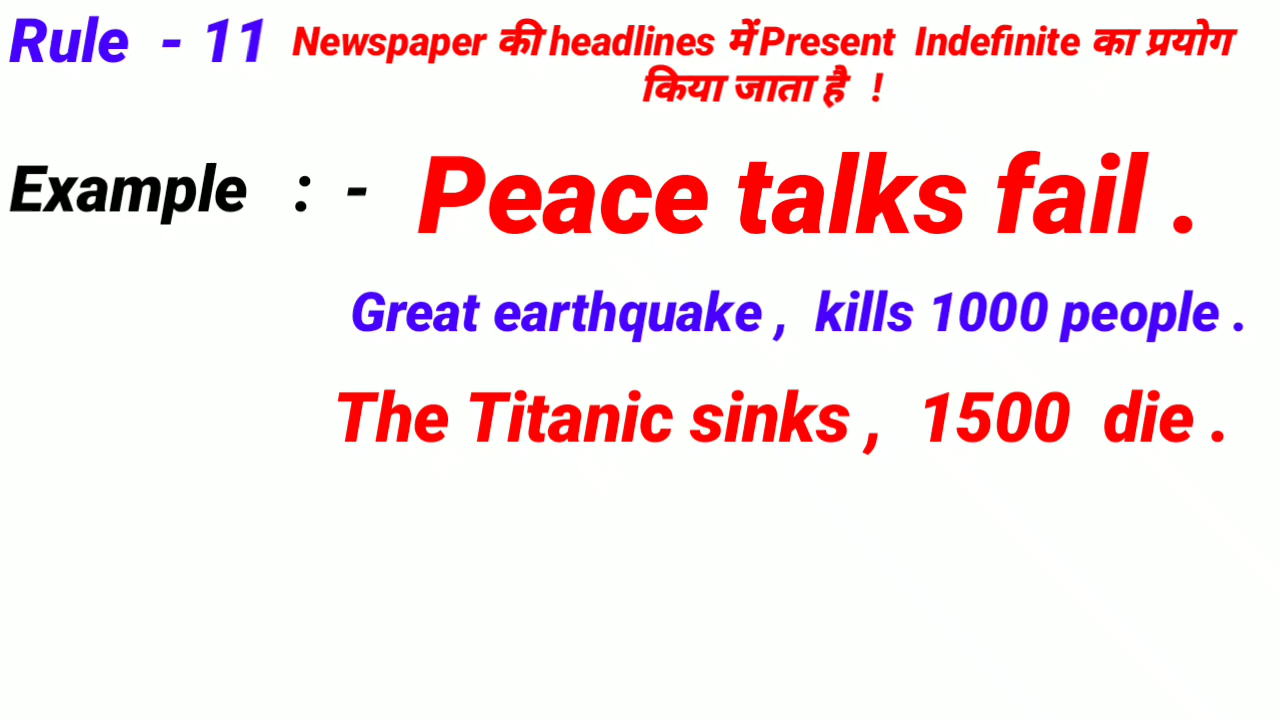 Rule - 11 Newspaper की headlines में Present Indefinite का प्रयोग
किया जाता है !
Example : - Peace talks fail .
Great earthquake , kills 1000 people .
The Titanic sinks , 1500 die .